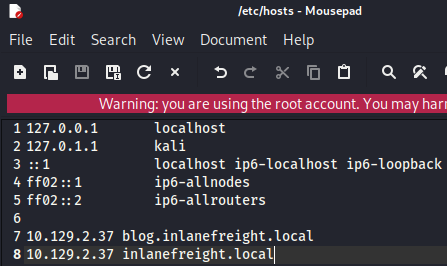 /etc/hosts - Mousepad
File Edit Search View Document Help
Warning: you are using the root account. You may harm
1 127.0.0.1 localhost
2 127.0.1.1 kali
3 ::1 localhost ip6-localhost ip6-loopback
4 ff02::1 ip6-allnodes
5 ff02::2 ip6-allrouters
6
7 10.129.2.37 blog.inlanefreight.local
8 10.129.2.37 inlanefreight.local